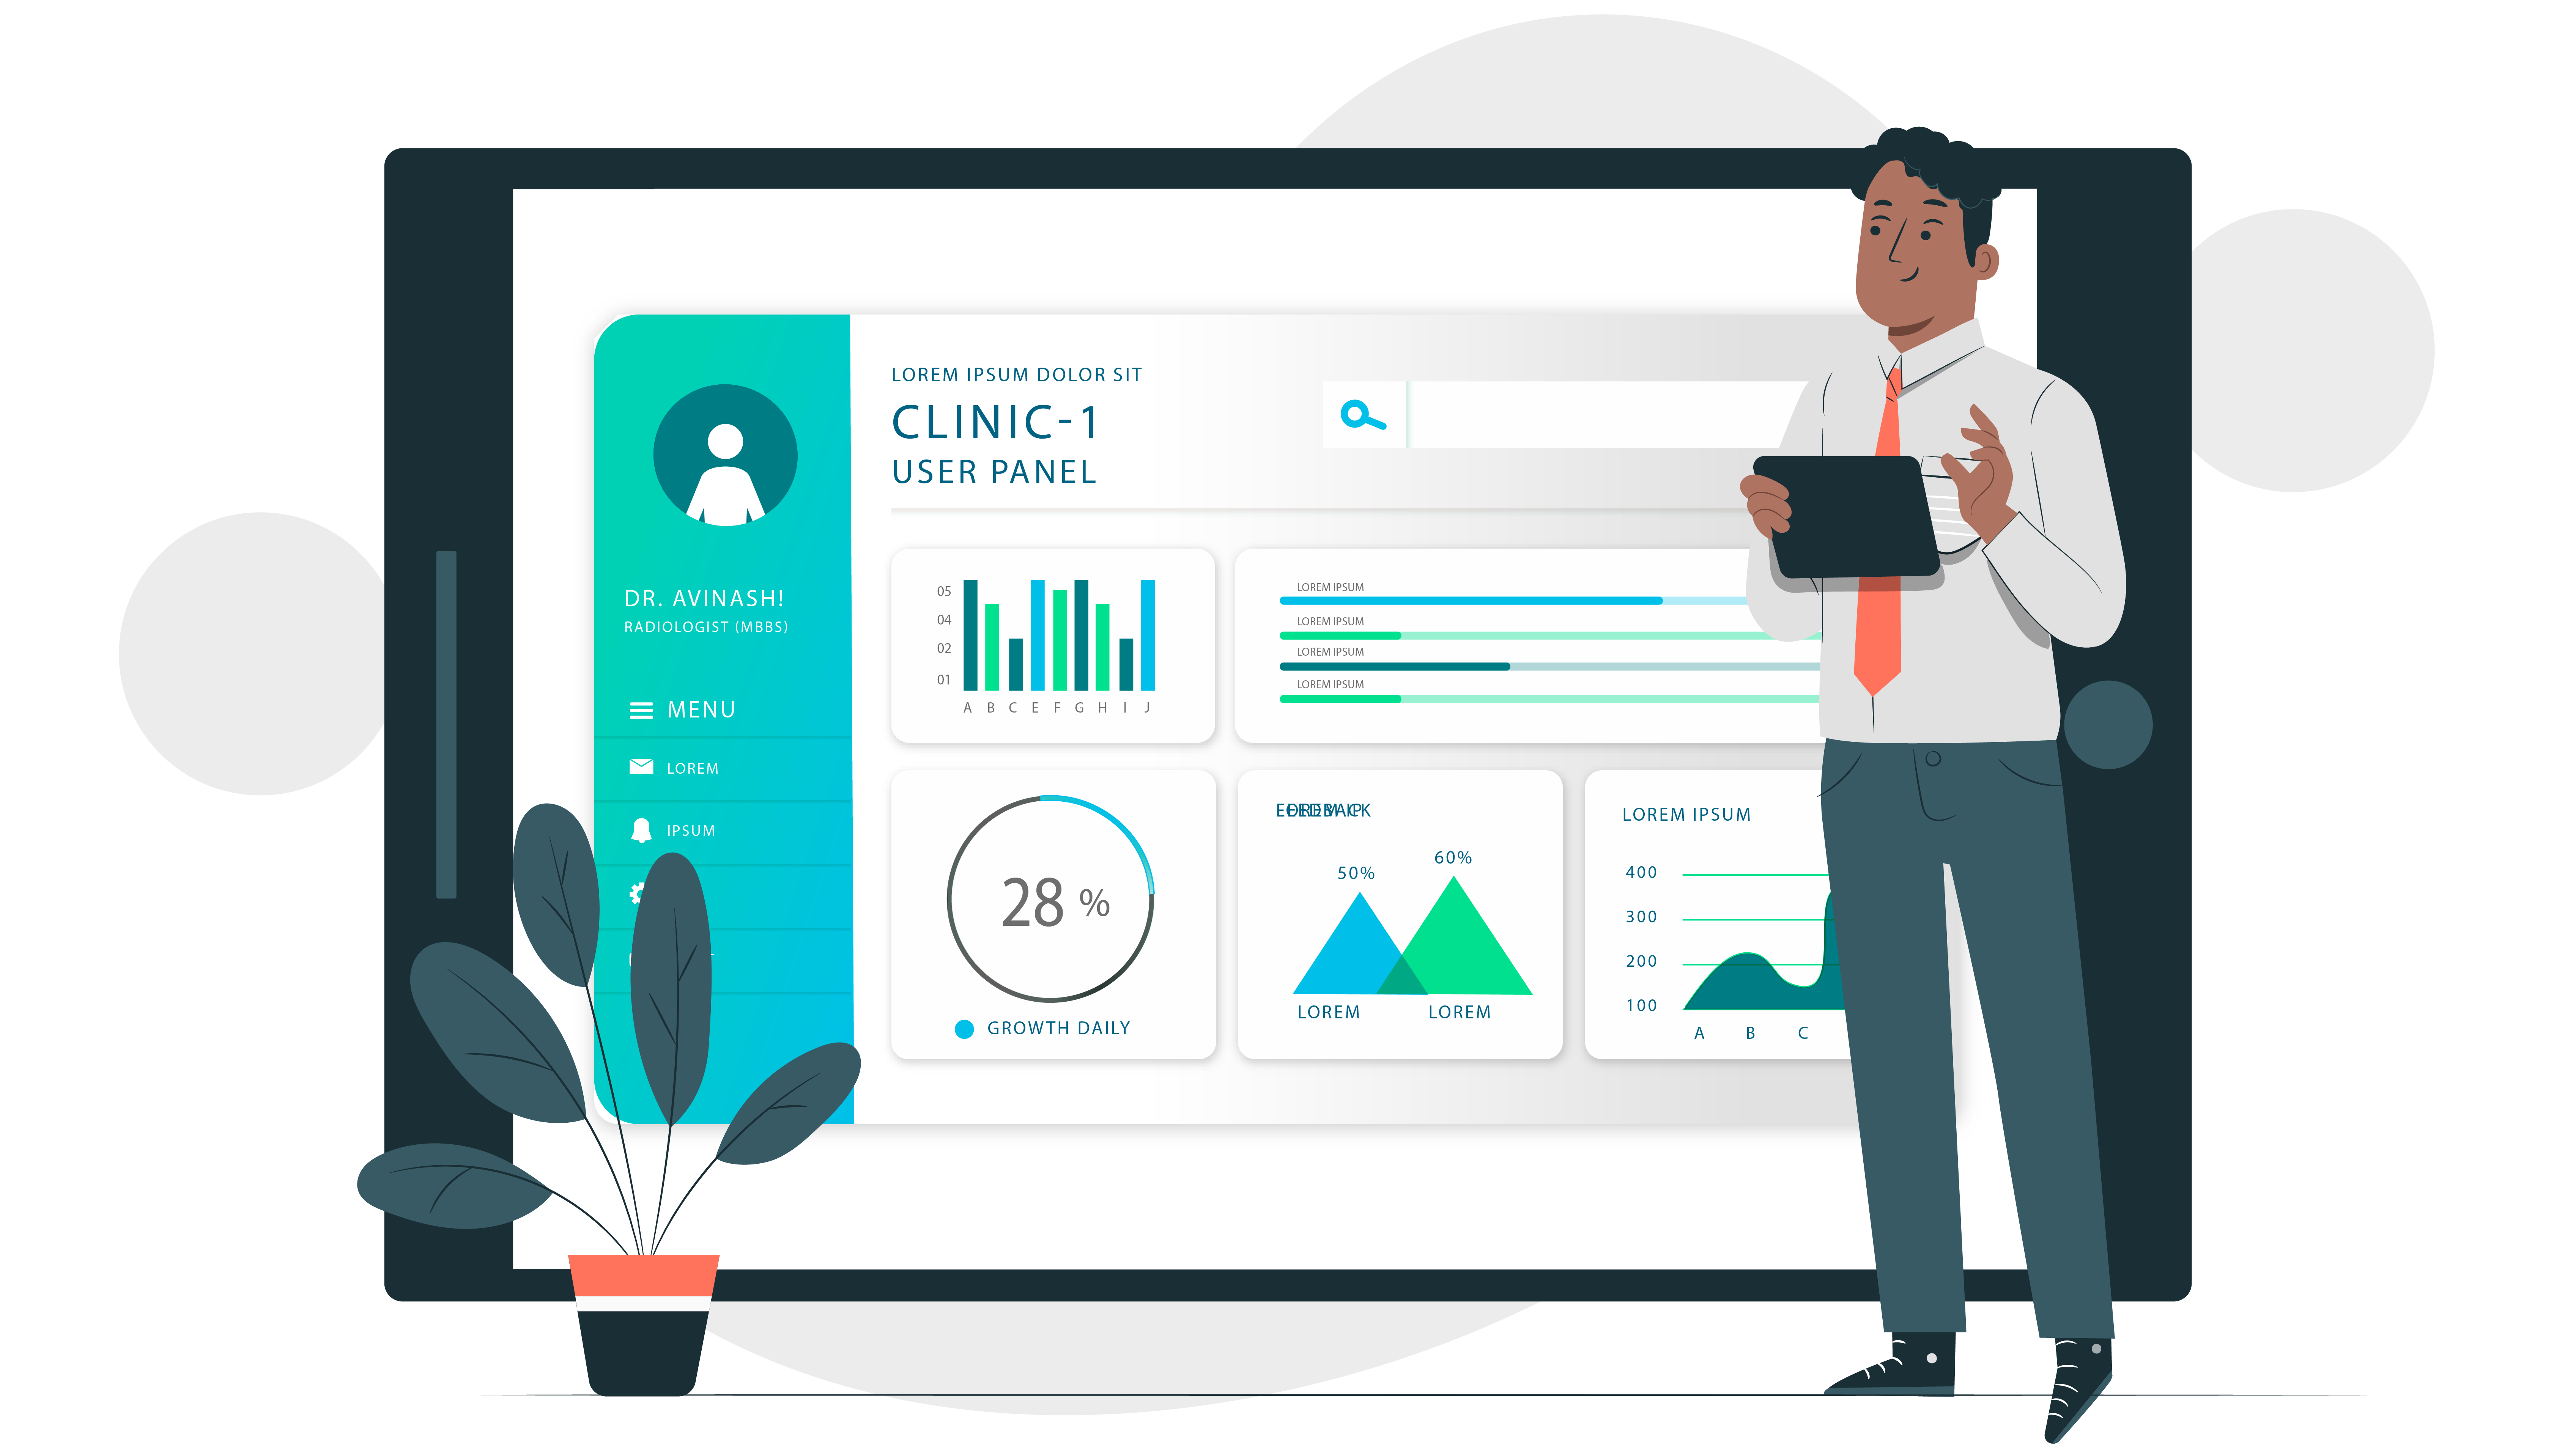 LOREM IPSUM DOLOR SIT
CLINIC-1
USER PANEL
DR. AVINASH!
RADIOLOGIST (MBBS)
MENU
LOREM
IPSUM
05
04
02
01
A B C E F G H I J
LOREM IPSUM
LOREM IPSUM
LOREM IPSUM
LOREM IPSUM
28 %
GROWTH DAILY
50%
60%
LOREM LOREM
LOREM IPSUM
400
300
200
100
A B C